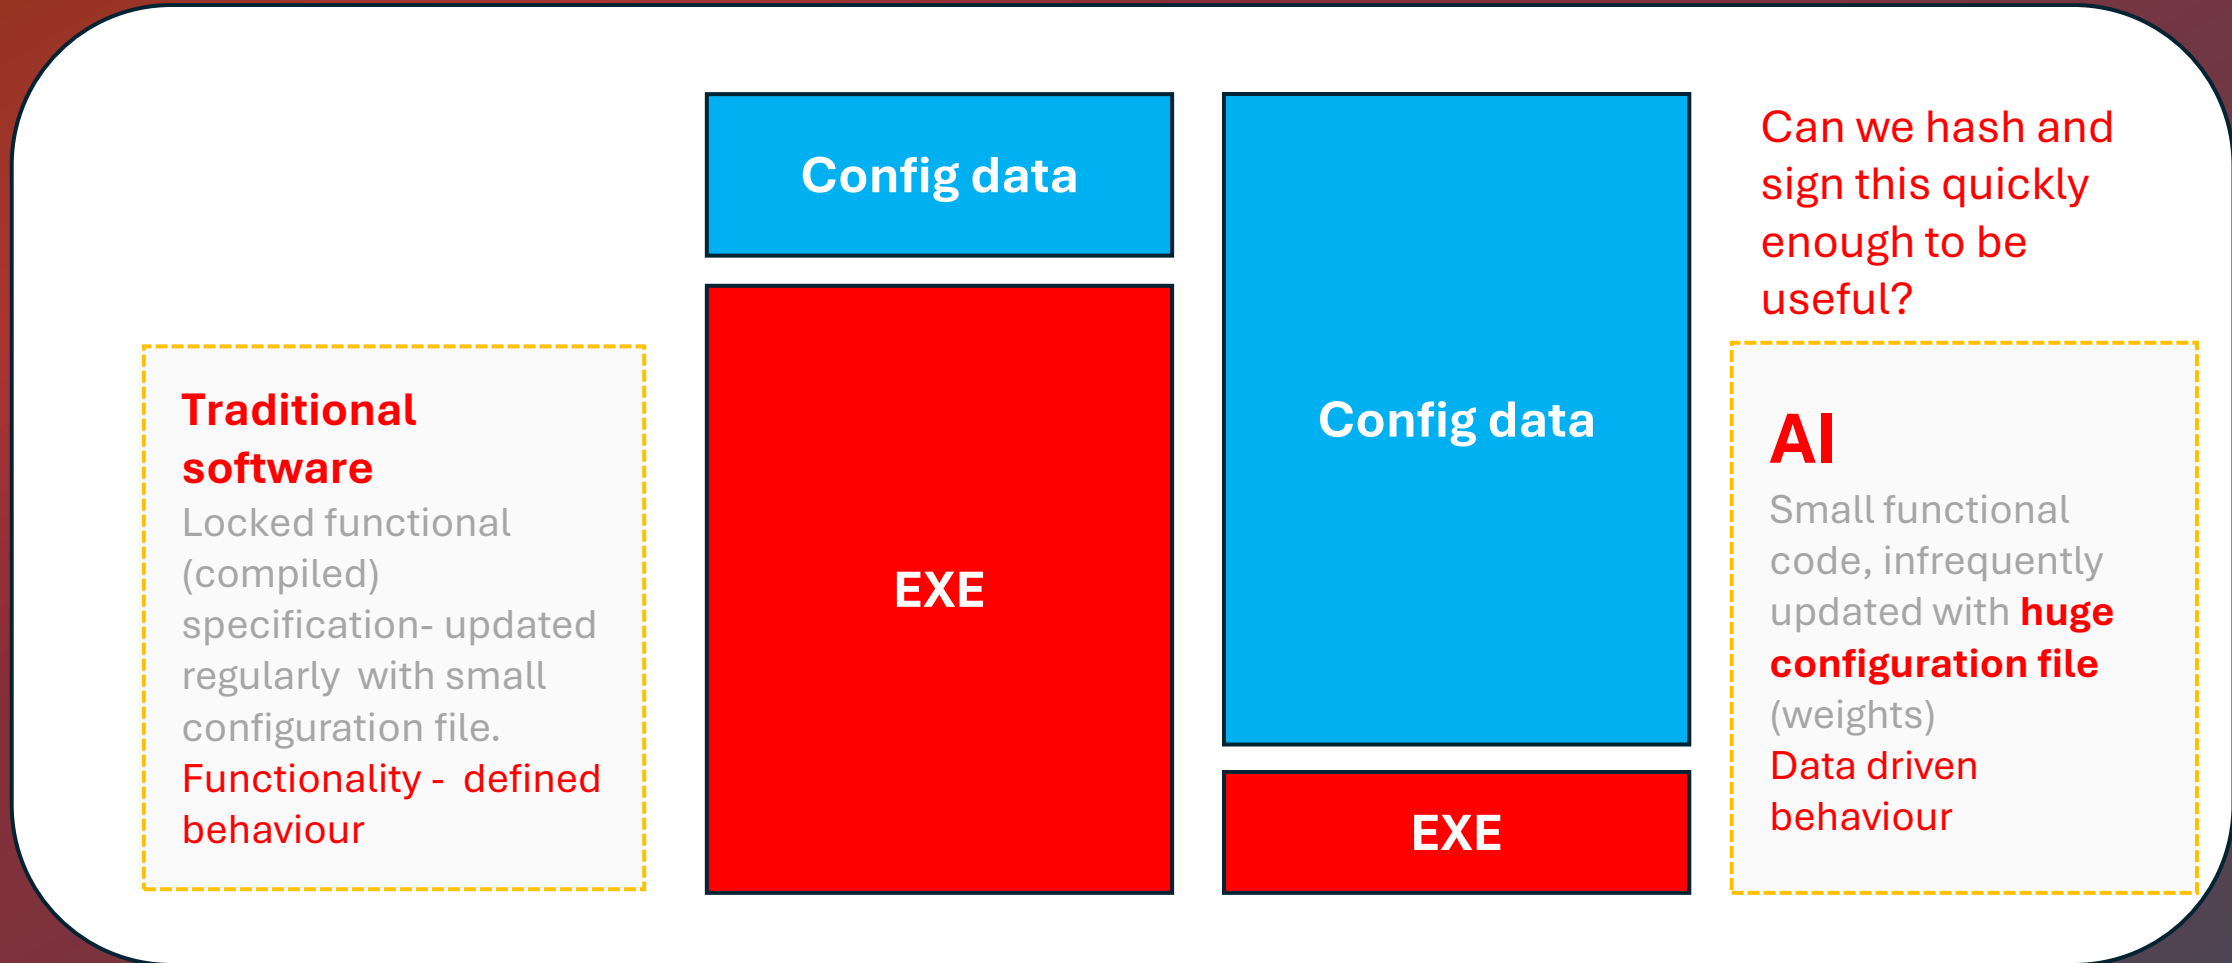 Traditional
software
Locked functional
(compiled)
specification- updated
regularly  with small
configuration file.
Functionality -  defined
behaviour
Config data
EXE
Config data
EXE
Can we hash and
sign this quickly
enough to be
useful?
AI
Small functional
code, infrequently
updated with huge
configuration file
(weights)
Data driven
behaviour